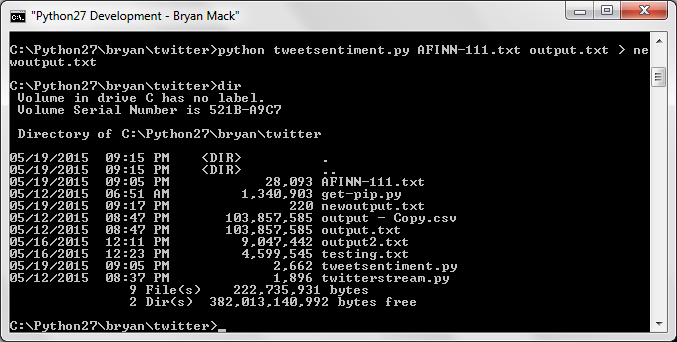 "Python27 Development - Bryan Mack"
C:\Python27\bryan\twitter>python tweetsentiment.py AFINN-111.txt output.txt > ne
woutput.txt
C:\Python27\bryan\twitter>dir
Volume in drive C has no label.
Volume Serial Number is 521B-A9C7
Directory of C:\Python27\bryan\twitter
05/19/2015  09:15 PM    <DIR>          .
05/19/2015  09:15 PM    <DIR>          ..
05/19/2015  09:05 PM            28,093 AFINN-111.txt
05/12/2015  06:51 AM         1,340,903 get-pip.py
05/19/2015  09:17 PM               220 newoutput.txt
05/12/2015  08:47 PM       103,857,585 output - Copy.csv
05/12/2015  08:47 PM       103,857,585 output.txt
05/16/2015  12:11 PM         9,047,442 output2.txt
05/16/2015  12:23 PM         4,599,545 testing.txt
05/19/2015  09:05 PM             2,662 tweetsentiment.py
05/12/2015  08:37 PM             1,896 twitterstream.py
9 File(s)    222,735,931 bytes
2 Dir(s)  382,013,140,992 bytes free
C:\Python27\bryan\twitter>_